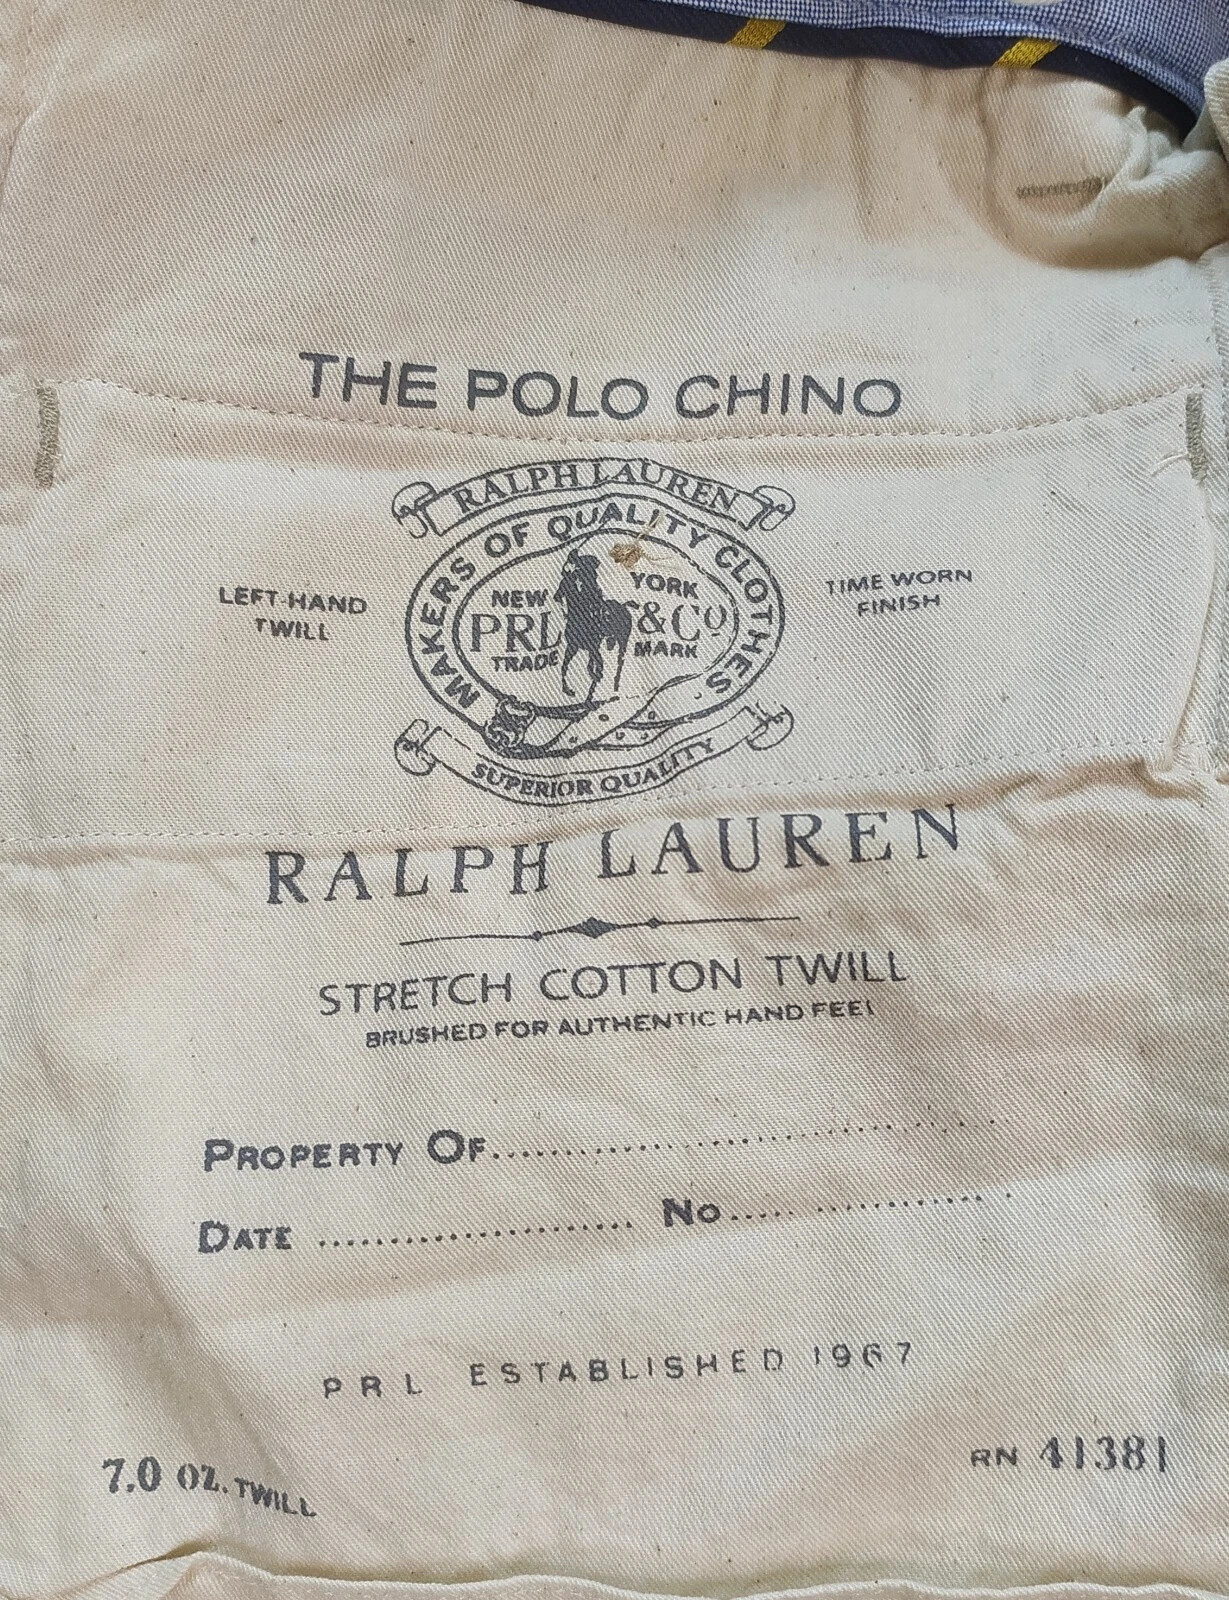 THE POLO CHINO
RALPH LAUREN
MAKERS OF QUALITY CLOTHES
LEFT-HAND
TWILL
NEW YORK
PRL & Co
TRADE MARK
TIME WORN
FINISH
SUPERIOR QUALITY
RALPH LAUREN
STRETCH COTTON TWILL
BRUSHED FOR AUTHENTIC HAND FEEL
PROPERTY OF....................
DATE .................... No....................
PRL ESTABLISHED 1967
7.0 OZ. TWILL
RN 41381